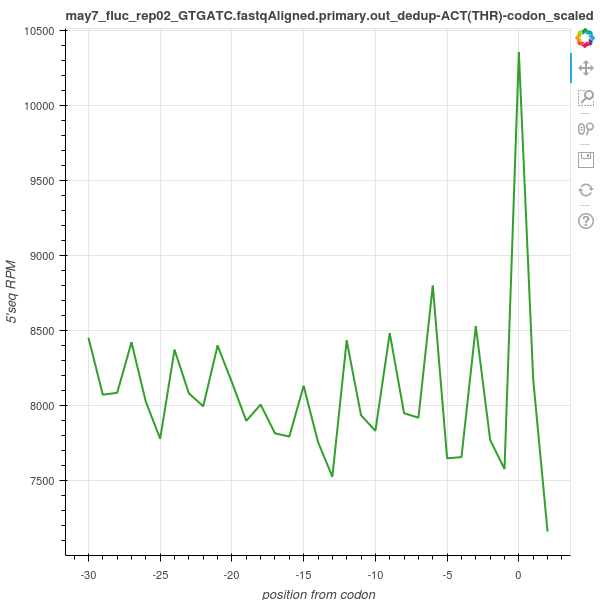 may7_fluc_rep02_GTGATC.fastqAligned.primary.out_dedup-ACT(THR)-codon_scaled
10500
10000
9500
9000
8500
8000
7500
5'seq RPM
-30 -25 -20 -15 -10 -5 0
position from codon